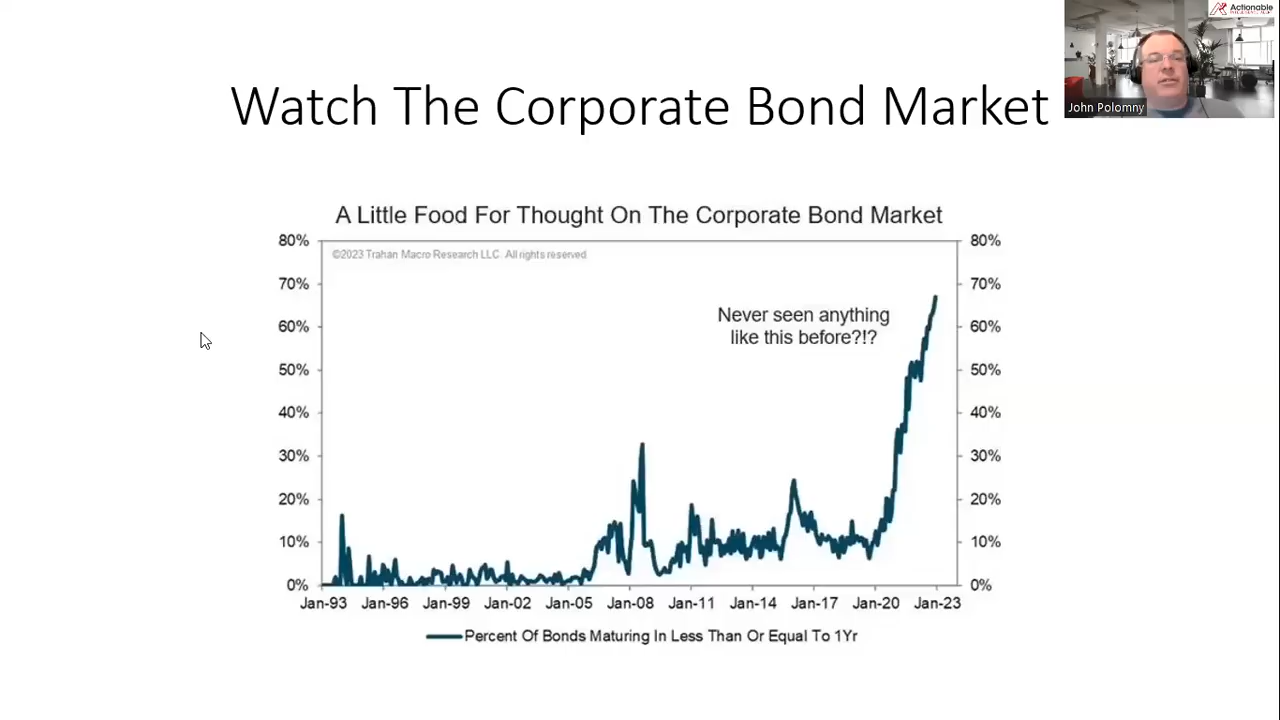 Actionable
John Polomny
Watch The Corporate Bond Market
A Little Food For Thought On The Corporate Bond Market
©2023 Trahan Macro Research LLC. All rights reserved.
Never seen anything
like this before?!?
80% 80%
70% 70%
60% 60%
50% 50%
40% 40%
30% 30%
20% 20%
10% 10%
0% 0%
Jan-93 Jan-96 Jan-99 Jan-02 Jan-05 Jan-08 Jan-11 Jan-14 Jan-17 Jan-20 Jan-23
Percent Of Bonds Maturing In Less Than Or Equal To 1Yr